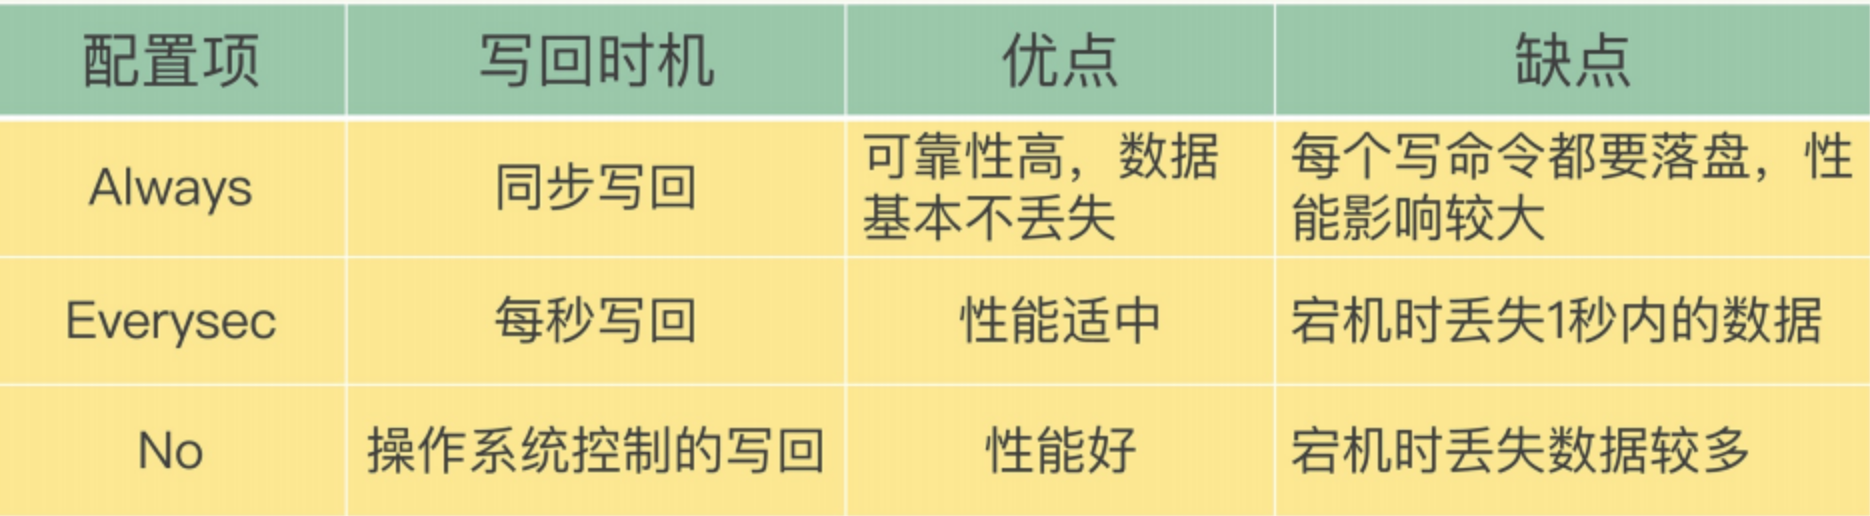 配置项 写回时机 优点 缺点
Always 同步写回 可靠性高，数据基本不丢失 每个写命令都要落盘，性能影响较大
Everysec 每秒写回 性能适中 宕机时丢失1秒内的数据
No 操作系统控制的写回 性能好 宕机时丢失数据较多